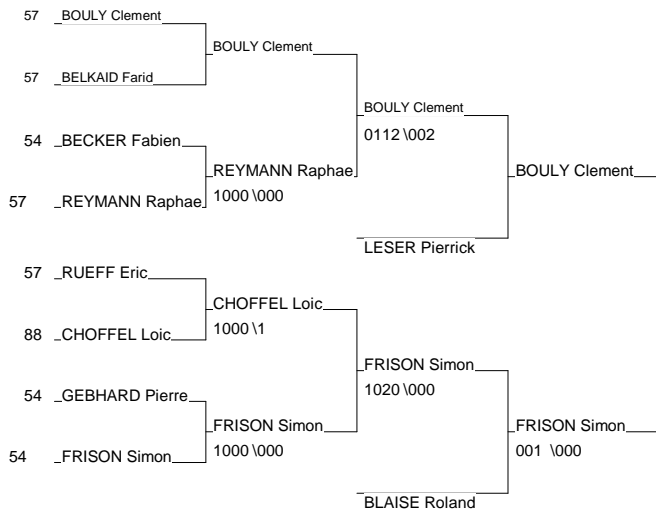 57 BOULY Clement
BOULY Clement
57 BELKAID Farid
BOULY Clement
0112 \002
54 BECKER Fabien
REYMANN Raphae
1000 \000
57 REYMANN Raphae
BOULY Clement
LESER Pierrick
57 RUEFF Eric
CHOFFEL Loic
1000 \1
88 CHOFFEL Loic
FRISON Simon
1020 \000
54 GEBHARD Pierre
FRISON Simon
1000 \000
54 FRISON Simon
FRISON Simon
001 \000
BLAISE Roland